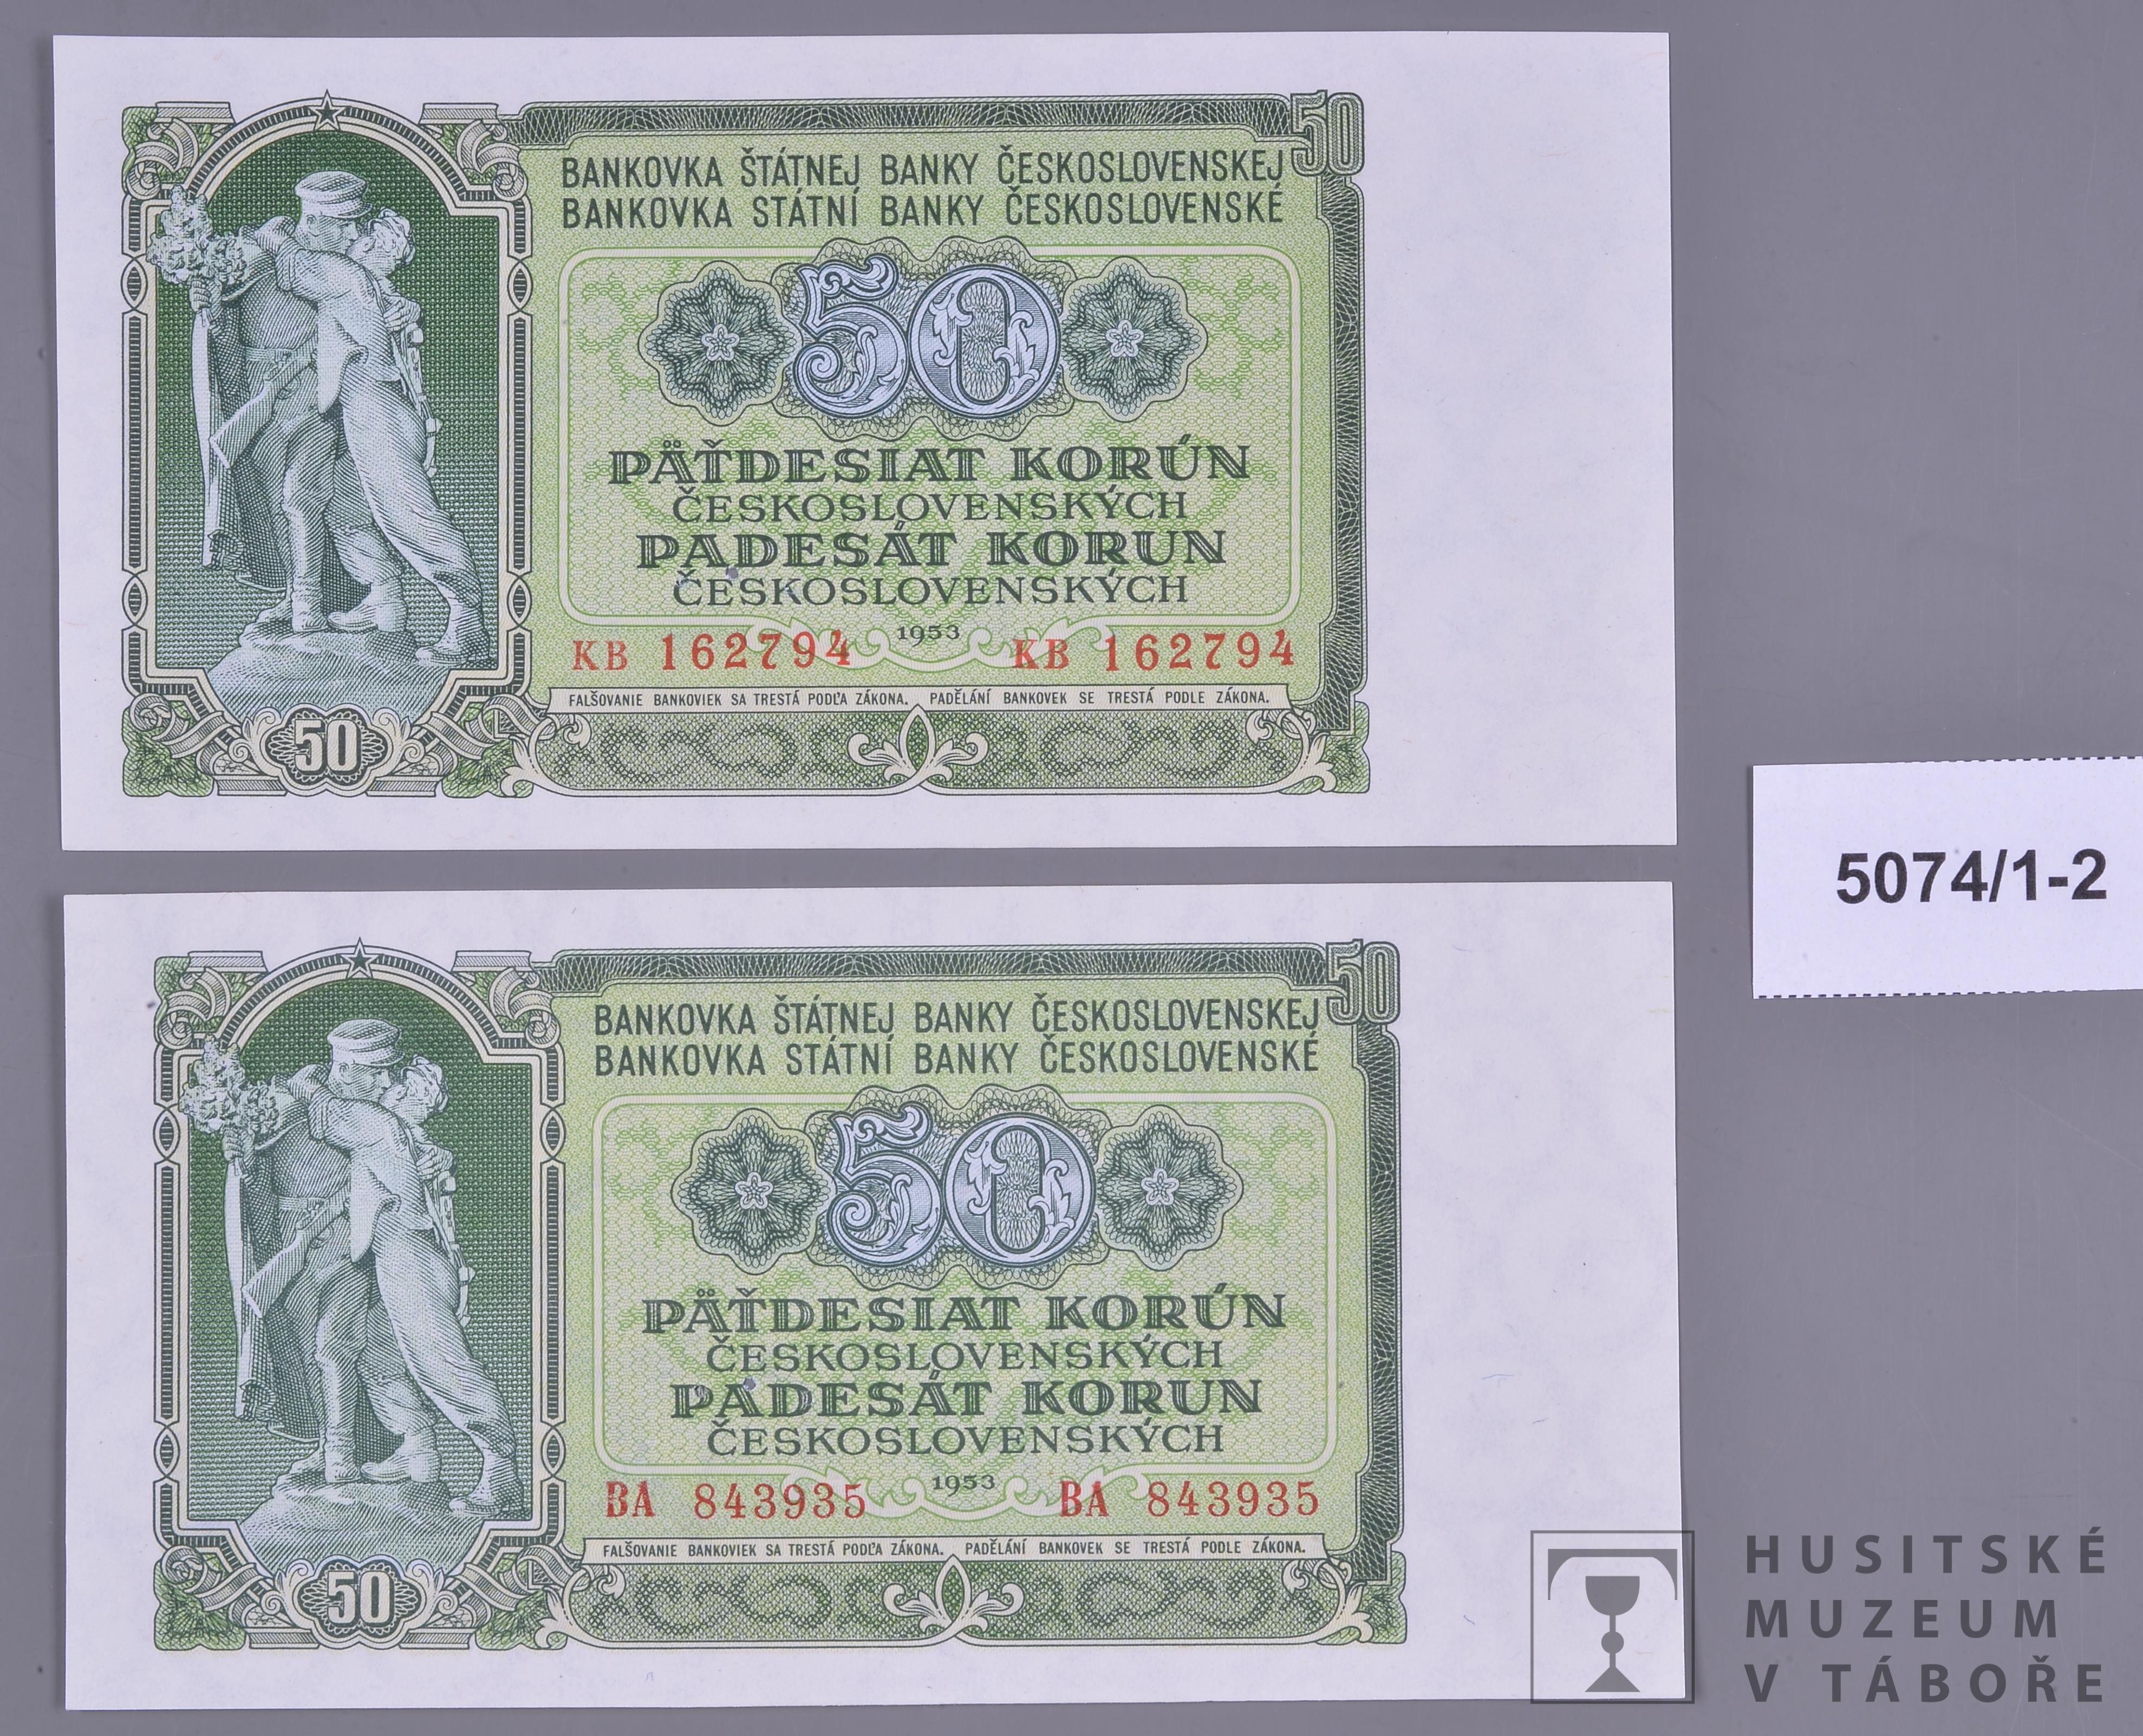 50
BANKOVKA ŠTÁTNEJ BANKY ČESKOSLOVENSKEJ
BANKOVKA STÁTNÍ BANKY ČESKOSLOVENSKÉ
50
PÄŤDESIAT KORÚN
ČESKOSLOVENSKÝCH
PADESÁT KORUN
ČESKOSLOVENSKÝCH
1953
KB 162794 KB 162794
FALŠOVANIE BANKOVIEK SA TRESTÁ PODĽA ZÁKONA. PADĚLÁNÍ BANKOVEK SE TRESTÁ PODLE ZÁKONA.
50
5074/1-2
50
BANKOVKA ŠTÁTNEJ BANKY ČESKOSLOVENSKEJ
BANKOVKA STÁTNÍ BANKY ČESKOSLOVENSKÉ
50
PÄŤDESIAT KORÚN
ČESKOSLOVENSKÝCH
PADESÁT KORUN
ČESKOSLOVENSKÝCH
1953
BA 843935 BA 843935
FALŠOVANIE BANKOVIEK SA TRESTÁ PODĽA ZÁKONA. PADĚLÁNÍ BANKOVEK SE TRESTÁ PODLE ZÁKONA.
50
HUSITSKÉ
MUZEUM
V TÁBOŘE